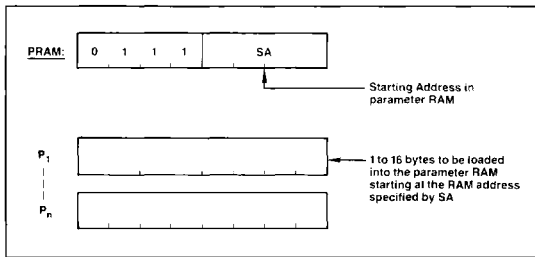 PRAM: 0 1 1 1 SA
Starting Address in
parameter RAM
P1
1 to 16 bytes to be loaded
into the parameter RAM
starting at the RAM address
specified by SA
Pn